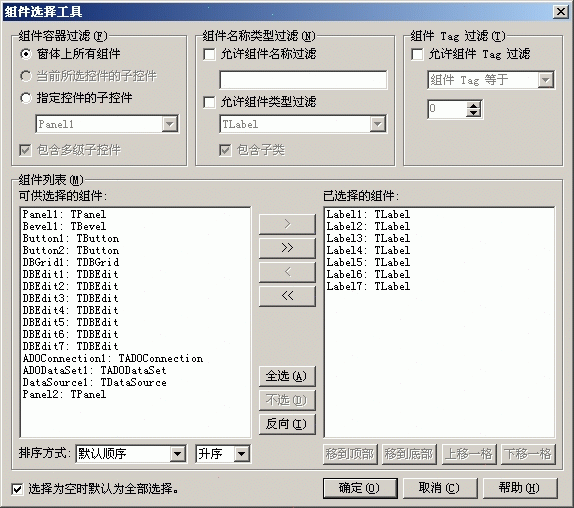 组件选择工具
组件容器过滤(F)
窗体上所有组件
当前所选控件的子控件
指定控件的子控件
Panel1
包含多级子控件
组件名称类型过滤(N)
允许组件名称过滤
允许组件类型过滤
TLabel
包含子类
组件 Tag 过滤(T)
允许组件 Tag 过滤
组件 Tag 等于
0
组件列表(M)
可供选择的组件:
Panel1: TPanel
Bevel1: TBevel
Button1: TButton
Button2: TButton
DBGrid1: TDBGrid
DBEdit1: TDBEdit
DBEdit2: TDBEdit
DBEdit3: TDBEdit
DBEdit4: TDBEdit
DBEdit5: TDBEdit
DBEdit6: TDBEdit
DBEdit7: TDBEdit
ADOConnection1: TADOConnection
ADODataSet1: TADODataSet
DataSource1: TDataSource
Panel2: TPanel
>
>>
<
<<
全选(A)
不选(D)
反向(I)
已选择的组件:
Label1: TLabel
Label2: TLabel
Label3: TLabel
Label4: TLabel
Label5: TLabel
Label6: TLabel
Label7: TLabel
排序方式: 默认顺序 升序
移到顶部 移到底部 上移一格 下移一格
选择为空时默认为全部选择。
确定(O) 取消(C) 帮助(H)